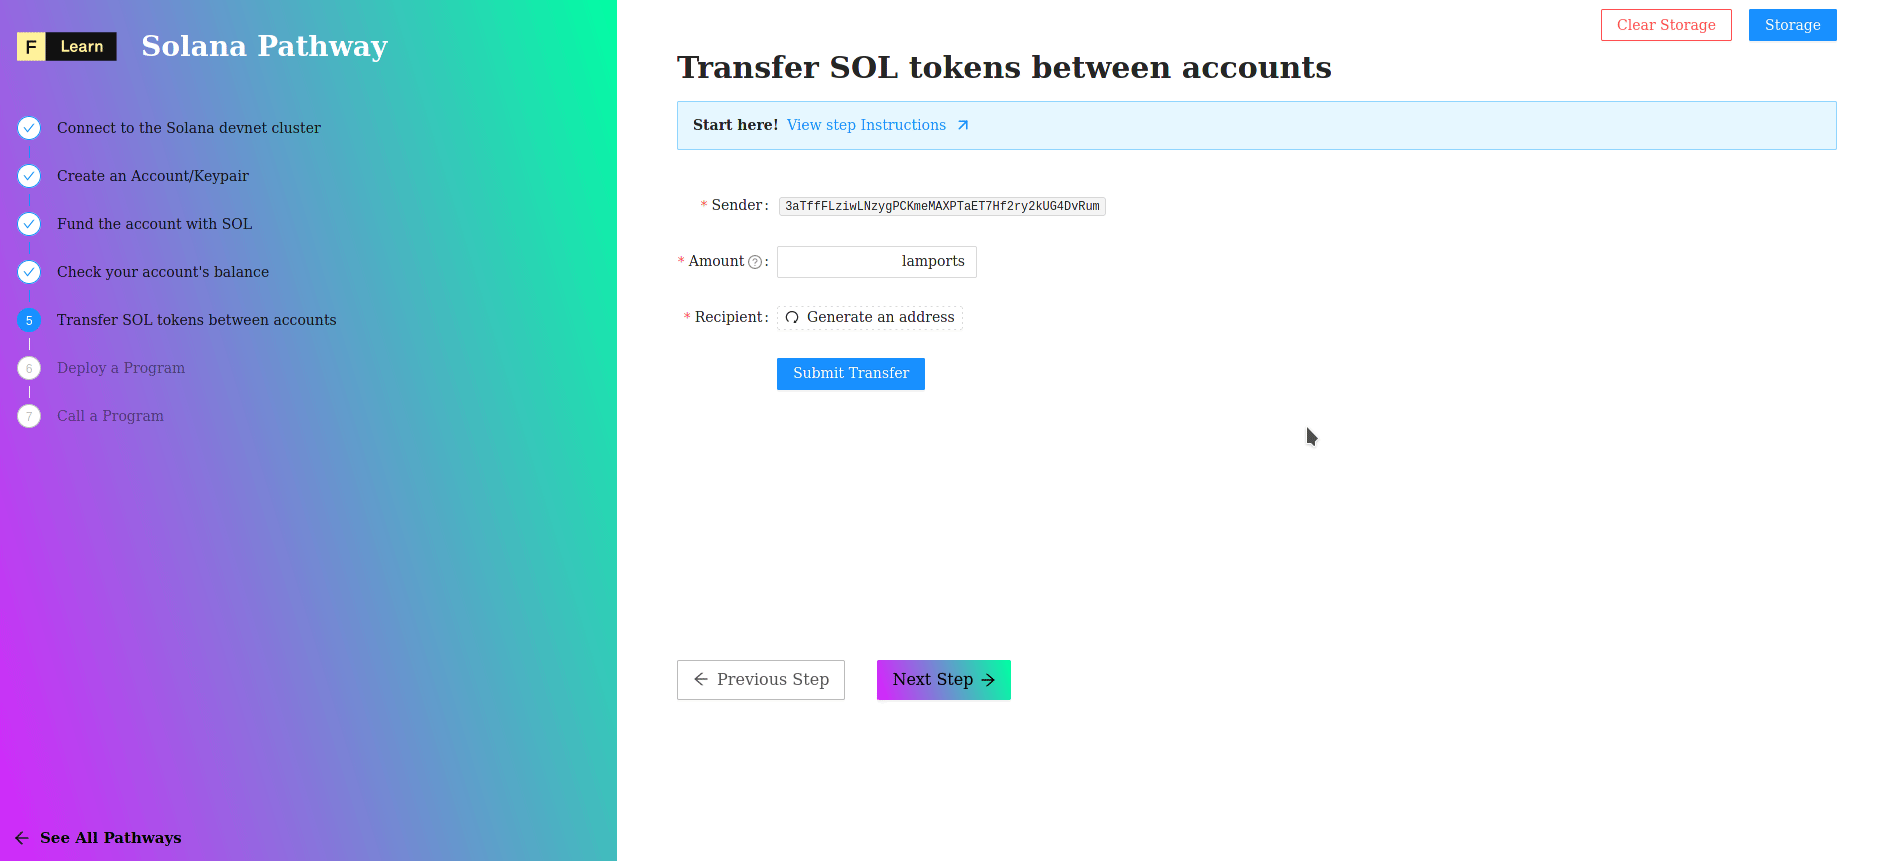 F Learn
Solana Pathway
Connect to the Solana devnet cluster
Create an Account/Keypair
Fund the account with SOL
Check your account's balance
5 Transfer SOL tokens between accounts
6 Deploy a Program
7 Call a Program
← See All Pathways
Clear Storage
Storage
Transfer SOL tokens between accounts
Start here! View step Instructions
* Sender: 3aTffFLziwLNzygPCKmeMAXPTaET7Hf2ry2kUG4DvRum
* Amount ? : lamports
* Recipient: Generate an address
Submit Transfer
← Previous Step
Next Step →